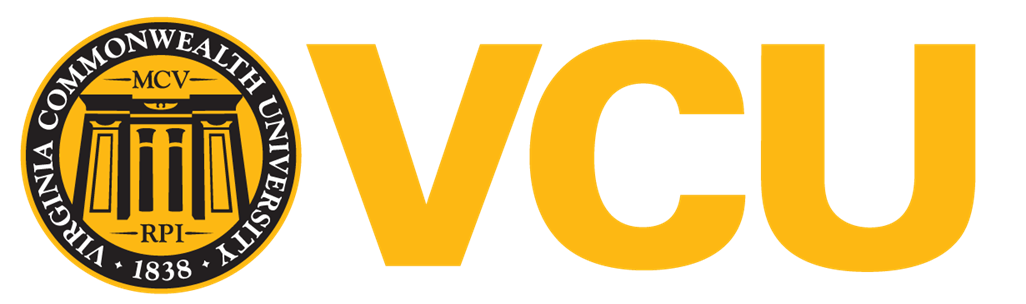 VIRGINIA COMMONWEALTH UNIVERSITY
MCV
RPI
· 1838 ·
VCU